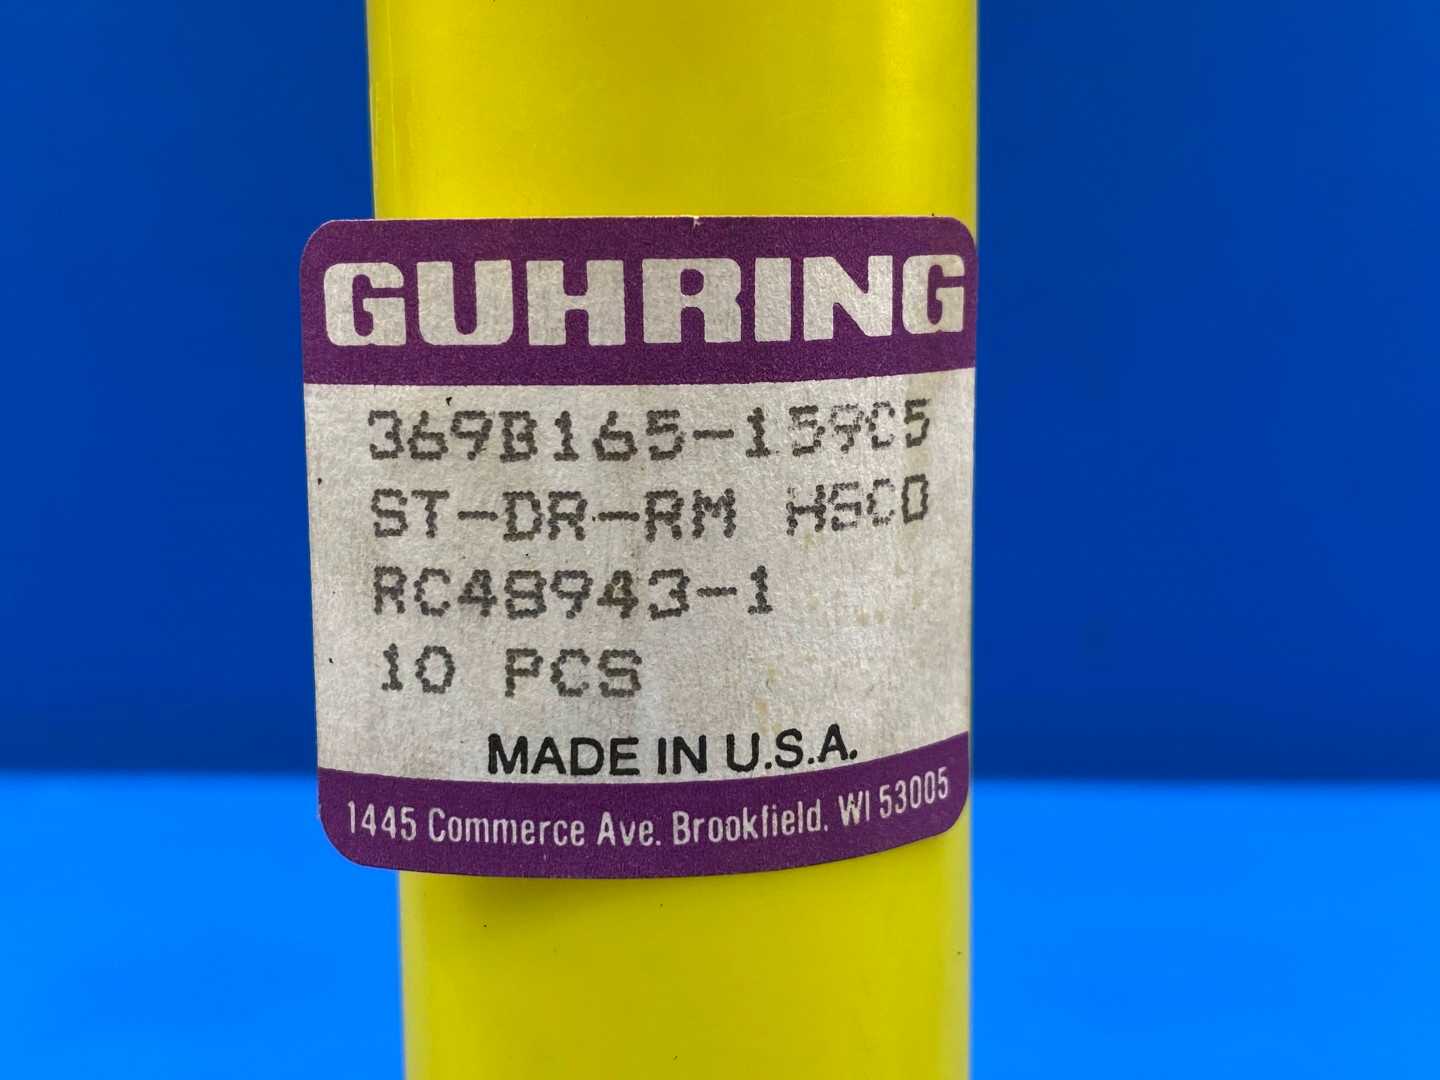 GUHRING
369B165-159C5
ST-DR-RM HSCO
RC48943-1
10 PCS
MADE IN U.S.A.
1445 Commerce Ave. Brookfield, WI 53005